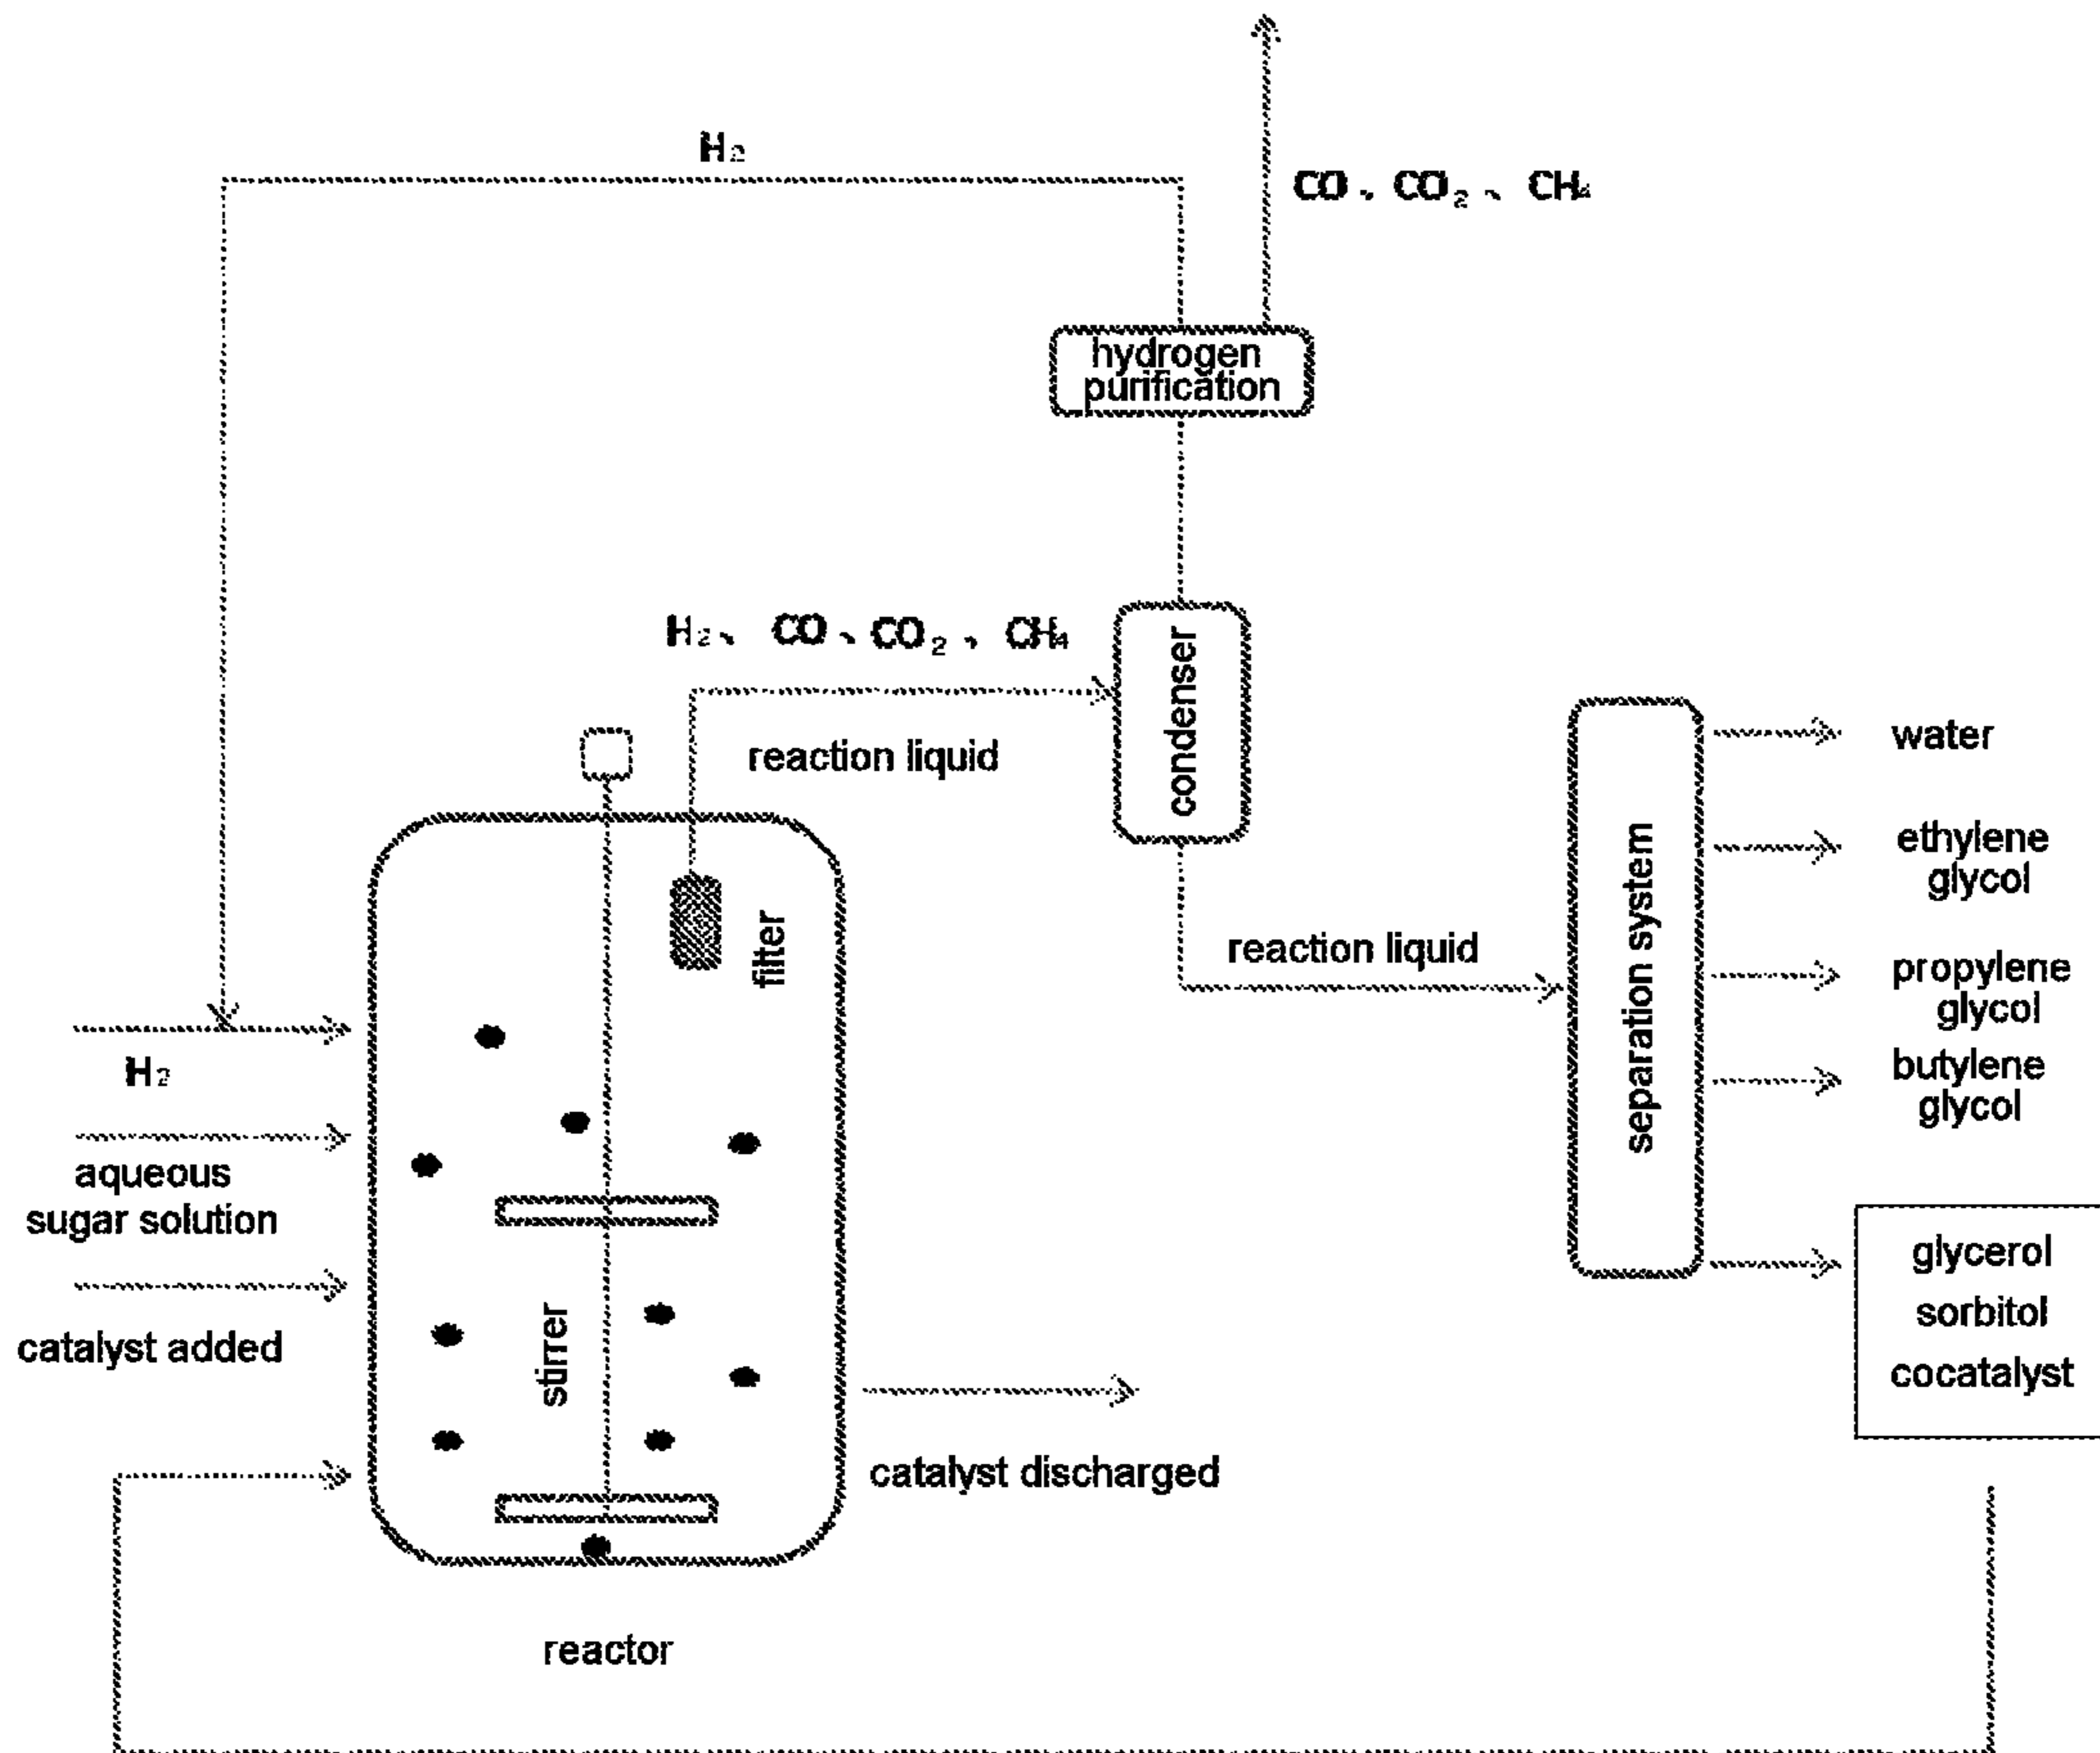 H₂
CO、CO₂、CH₄
hydrogen
purification
H₂、CO、CO₂、CH₄
condenser
reaction liquid
water
ethylene
glycol
separation system
filter
reaction liquid
propylene
glycol
H₂
butylene
glycol
aqueous
sugar solution
glycerol
sorbitol
cocatalyst
catalyst added
stirrer
catalyst discharged
reactor